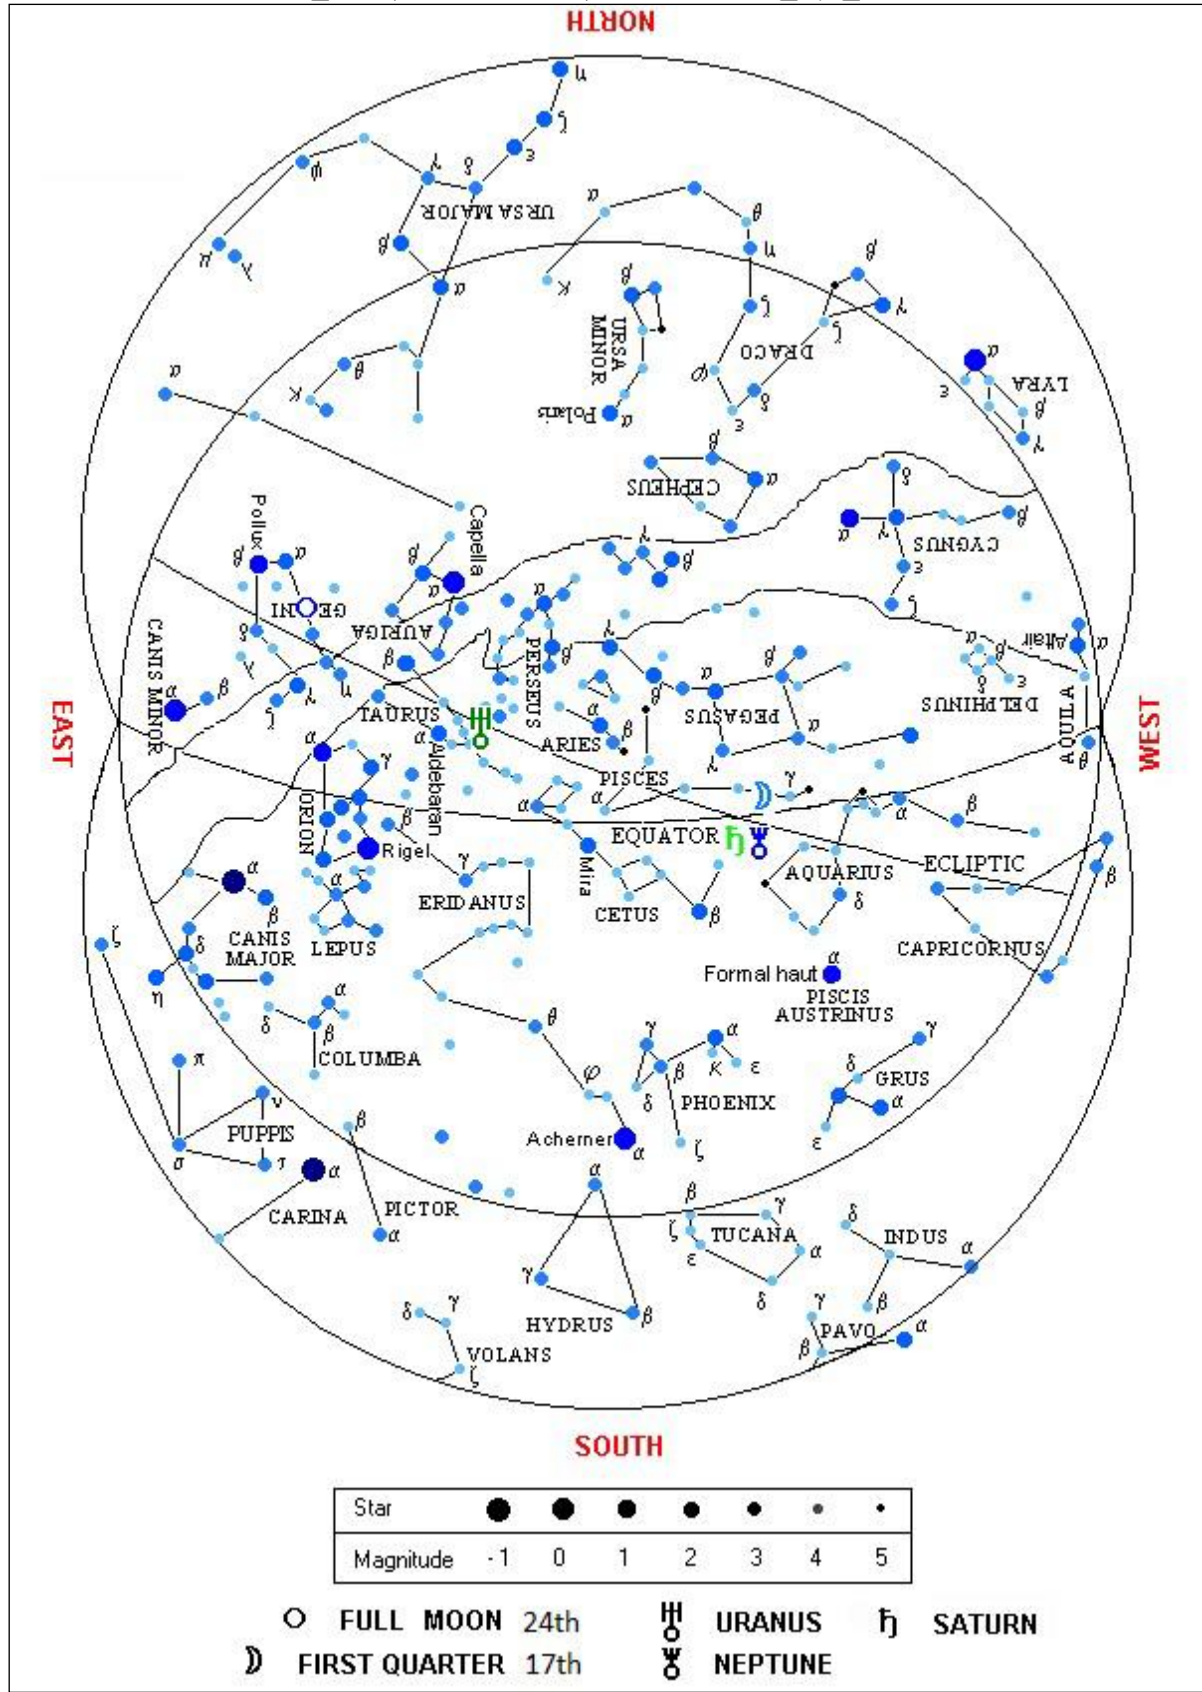 NORTH
η
ζ
ε
δ
γ
φ
URSA MAJOR
μ
λ
β
α
α
θ
η
κ
β
ζ
β
γ
ζ
URSA
MINOR
DRACO
φ
δ
ε
Polaris
α
α
LYRA
ε
β
γ
θ
κ
α
β
α
CEPHEUS
δ
α
γ
β
CYGNUS
ε
ζ
Pollux
β
α
GEMINI
Capella
β
α
AURIGA
γ
β
PERSEUS
β
γ
β
α
β
PEGASUS
α
γ
Altair
α
α
β
δ
ε
DELPHINUS
AQUILA
θ
CANIS MINOR
α
β
δ
λ
ζ
γ
η
β
TAURUS
α
Aldebaran
α
β
ARIES
PISCES
α
γ
EAST
WEST
α
γ
ORION
β
Rigel
α
Mira
EQUATOR
AQUARIUS
α
δ
β
ECLIPTIC
β
CAPRICORNUS
γ
ERIDANUS
CETUS
β
α
β
CANIS
MAJOR
δ
η
α
LEPUS
ζ
Formal haut
α
PISCIS
AUSTRINUS
δ
α
β
COLUMBA
θ
γ
α
κ
ε
β
δ
PHOENIX
ζ
γ
δ
GRUS
α
ε
π
ν
PUPPIS
σ
τ
β
φ
Acherner
α
α
CARINA
PICTOR
α
α
β
γ
ζ
TUCANA
ε
α
δ
δ
INDUS
α
β
γ
β
HYDRUS
δ
γ
VOLANS
ζ
γ
PAVO
α
β
SOUTH
Star
Magnitude -1 0 1 2 3 4 5
FULL MOON 24th URANUS SATURN
FIRST QUARTER 17th NEPTUNE